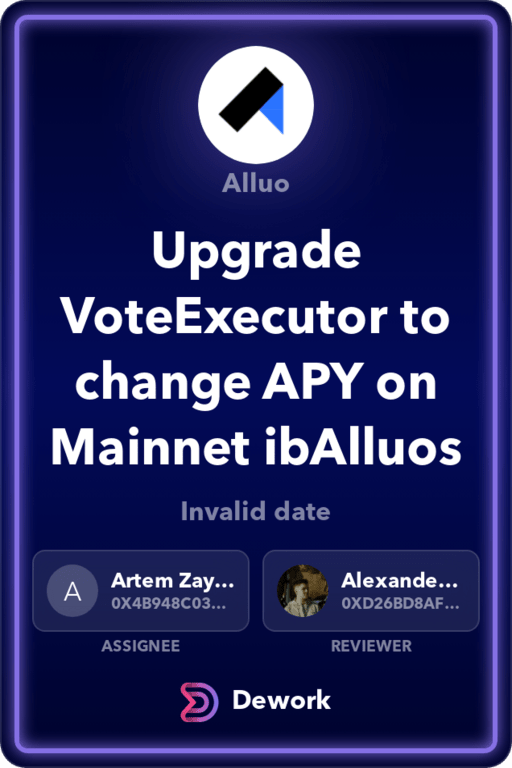 Alluo
Upgrade
VoteExecutor to
change APY on
Mainnet ibAlluos
Invalid date
A
Artem Zay...
0X4B948C03...
Alexande...
0XD26BD8AF...
ASSIGNEE
REVIEWER
Dework